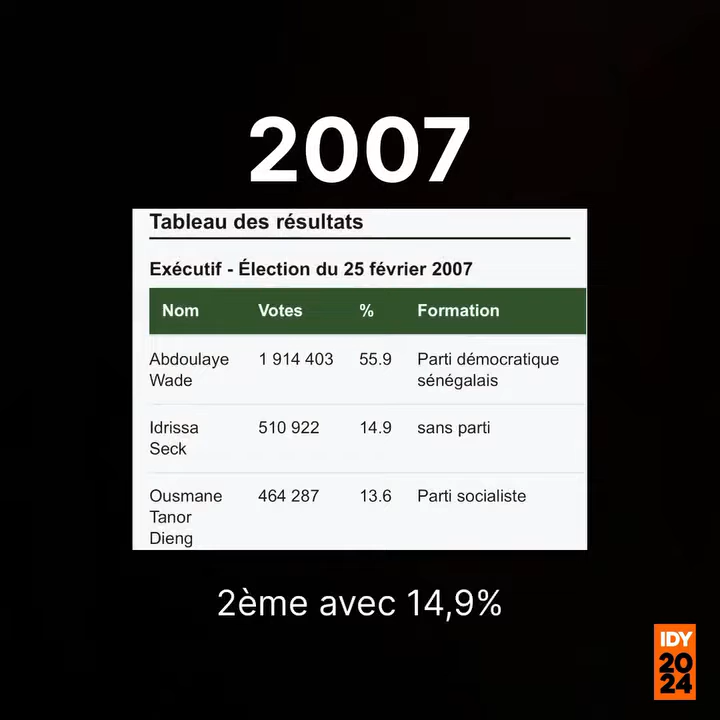 2007
Tableau des résultats
Exécutif - Élection du 25 février 2007
Nom Votes % Formation
Abdoulaye Wade 1 914 403 55.9 Parti démocratique sénégalais
Idrissa Seck 510 922 14.9 sans parti
Ousmane Tanor Dieng 464 287 13.6 Parti socialiste
2ème avec 14,9%
IDY
20
24